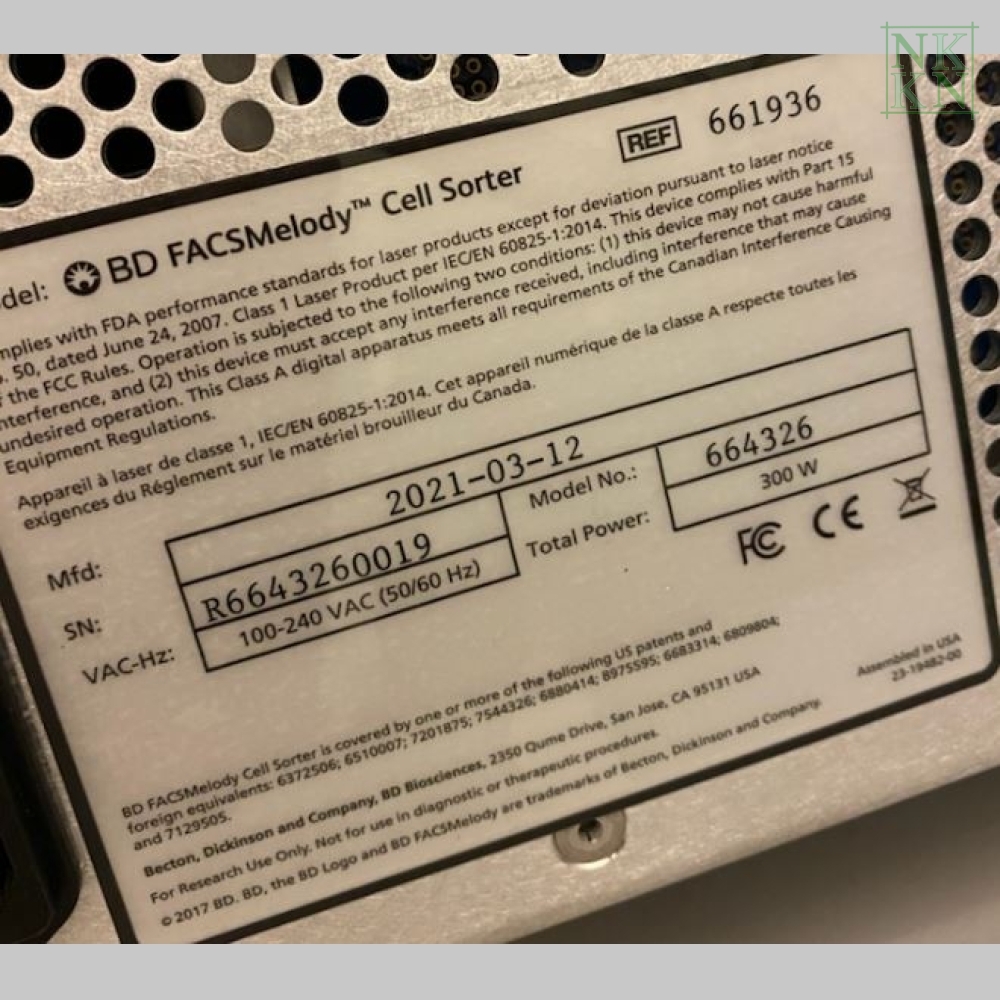 NK
KN
REF 661936
del: BD FACSMelody™ Cell Sorter
mplies with FDA performance standards for laser products except for deviation pursuant to laser notice
. 50, dated June 24, 2007. Class 1 Laser Product per IEC/EN 60825-1:2014. This device complies with Part 15
f the FCC Rules. Operation is subjected to the following two conditions: (1) this device may not cause harmful
nterference, and (2) this device must accept any interference received, including interference that may cause
undesired operation. This Class A digital apparatus meets all requirements of the Canadian Interference Causing
Equipment Regulations.
Appareil à laser de classe 1, IEC/EN 60825-1:2014. Cet appareil numérique de la classe A respecte toutes les
exigences du Réglement sur le matériel brouilleur du Canada.
Mfd: 2021-03-12
SN: R6643260019 Model No.: 664326
VAC-Hz: 100-240 VAC (50/60 Hz) Total Power: 300 W
FC CE
BD FACSMelody Cell Sorter is covered by one or more of the following US patents and
foreign equivalents: 6372506; 6510007; 7201875; 7544326; 6880414; 8975595; 6683314; 6809804;
and 7129505.
Becton, Dickinson and Company, BD Biosciences, 2350 Qume Drive, San Jose, CA 95131 USA
For Research Use Only. Not for use in diagnostic or therapeutic procedures.
© 2017 BD. BD, the BD Logo and BD FACSMelody are trademarks of Becton, Dickinson and Company.
Assembled in USA
23-19482-00